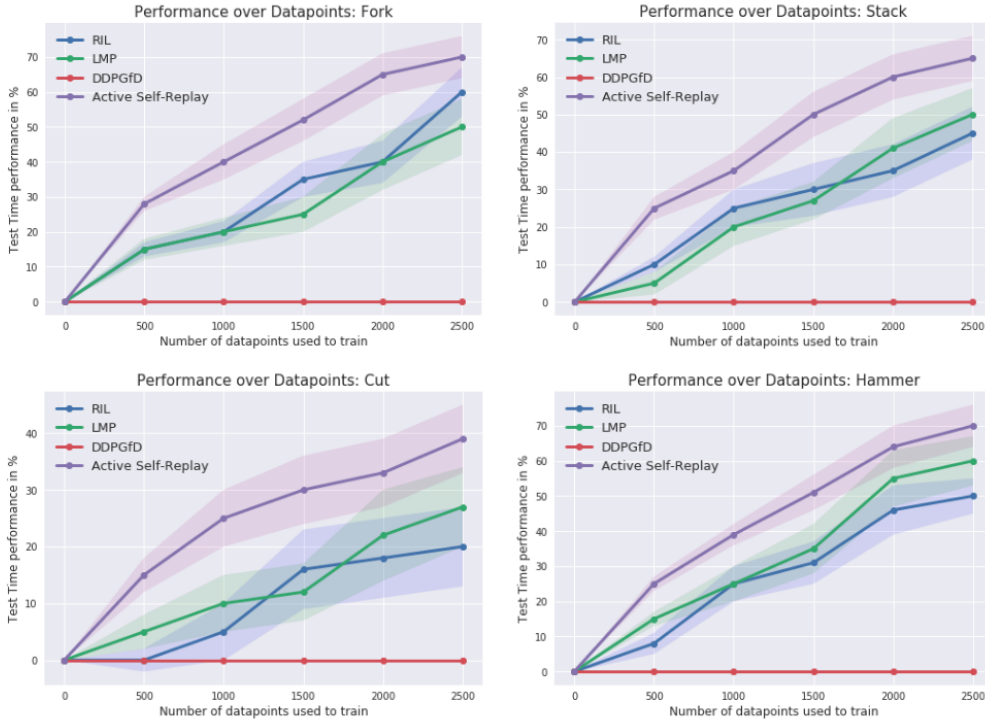 Performance over Datapoints: Fork
RIL
LMP
DDPGfD
Active Self-Replay
Test Time performance in %
70
60
50
40
30
20
10
0
0 500 1000 1500 2000 2500
Number of datapoints used to train
Performance over Datapoints: Stack
RIL
LMP
DDPGfD
Active Self-Replay
Test Time performance in %
70
60
50
40
30
20
10
0
0 500 1000 1500 2000 2500
Number of datapoints used to train
Performance over Datapoints: Cut
RIL
LMP
DDPGfD
Active Self-Replay
Test Time performance in %
40
30
20
10
0
0 500 1000 1500 2000 2500
Number of datapoints used to train
Performance over Datapoints: Hammer
RIL
LMP
DDPGfD
Active Self-Replay
Test Time performance in %
70
60
50
40
30
20
10
0
0 500 1000 1500 2000 2500
Number of datapoints used to train